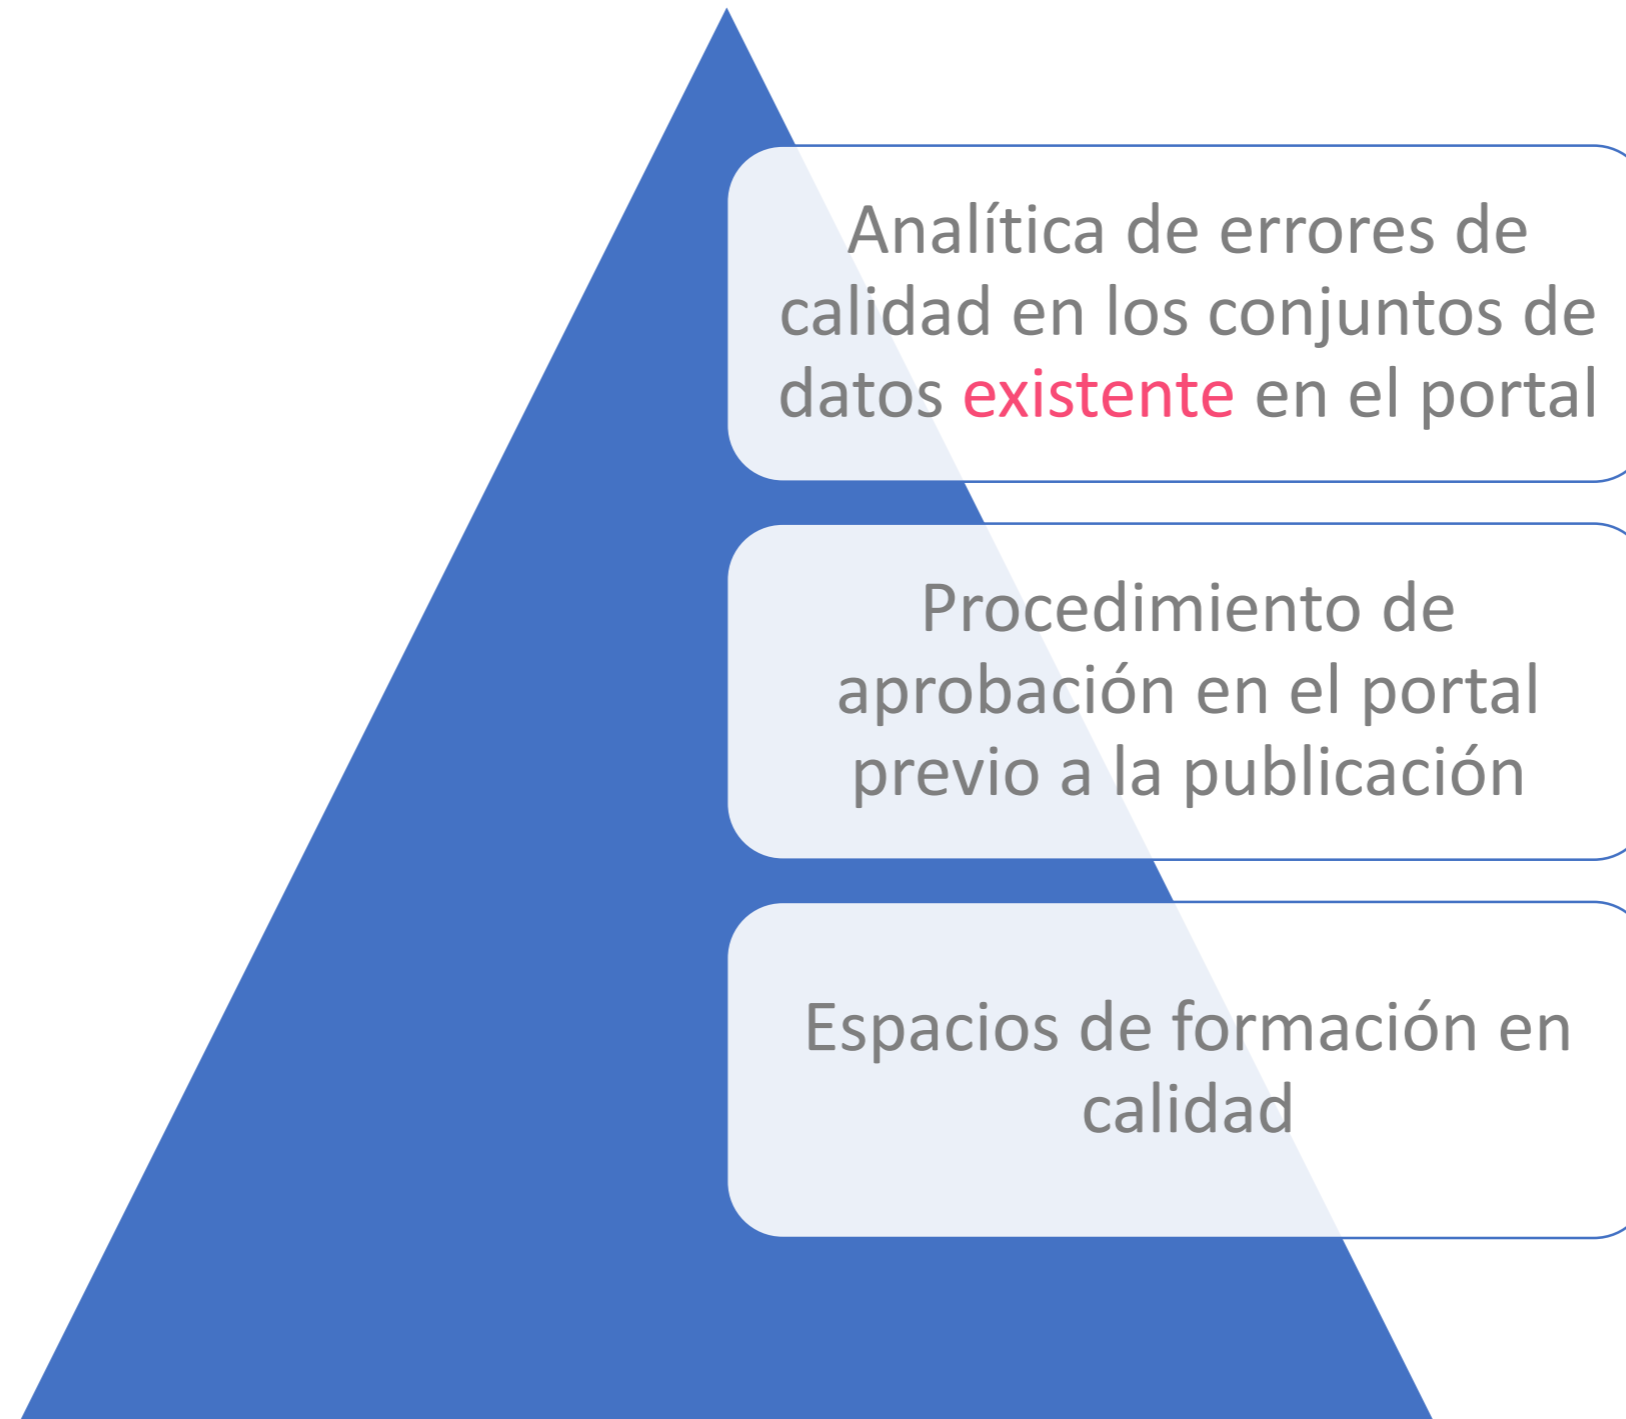 Analítica de errores de
calidad en los conjuntos de
datos existente en el portal
Procedimiento de
aprobación en el portal
previo a la publicación
Espacios de formación en
calidad